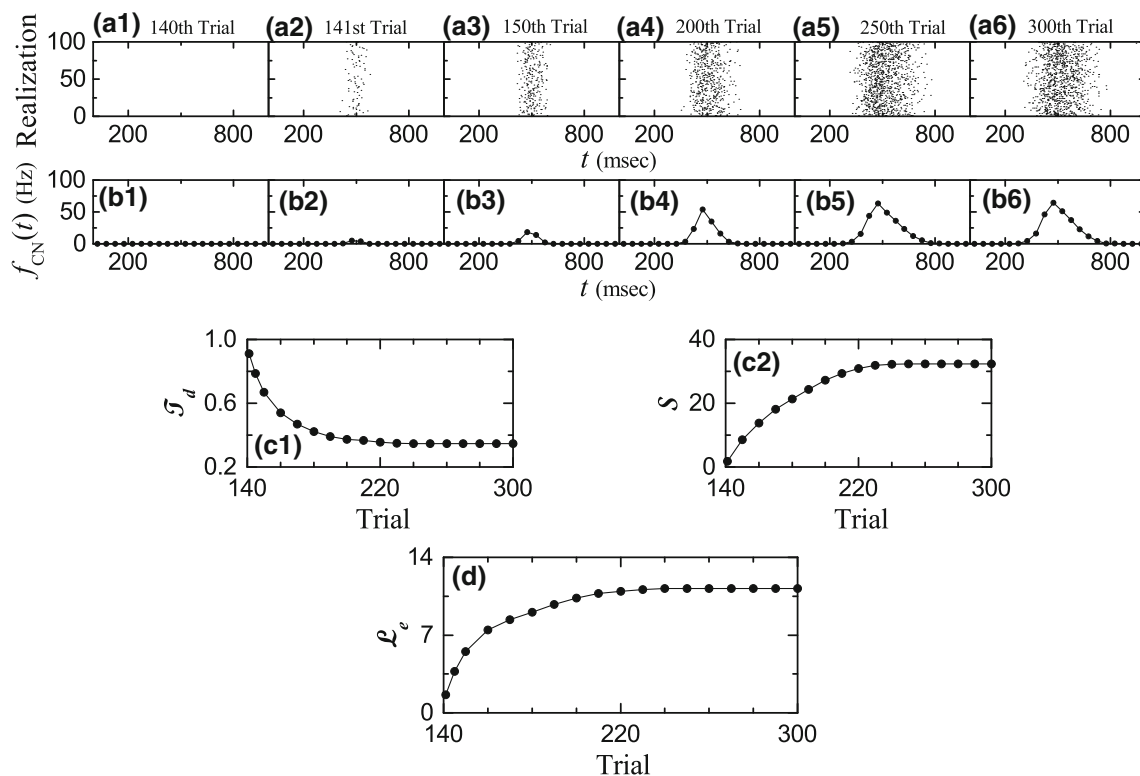 (a1) 140th Trial (a2) 141st Trial (a3) 150th Trial (a4) 200th Trial (a5) 250th Trial (a6) 300th Trial
Realization
100
50
0
200 800 200 800 200 800 200 800 200 800 200 800
t (msec)
f_CN(t) (Hz)
100
50
0
(b1) (b2) (b3) (b4) (b5) (b6)
200 800 200 800 200 800 200 800 200 800 200 800
t (msec)
1.0
0.6
0.2
𝒯_d
(c1)
140 220 300
Trial
40
20
0
𝒮
(c2)
140 220 300
Trial
14
7
0
ℒ_e
(d)
140 220 300
Trial